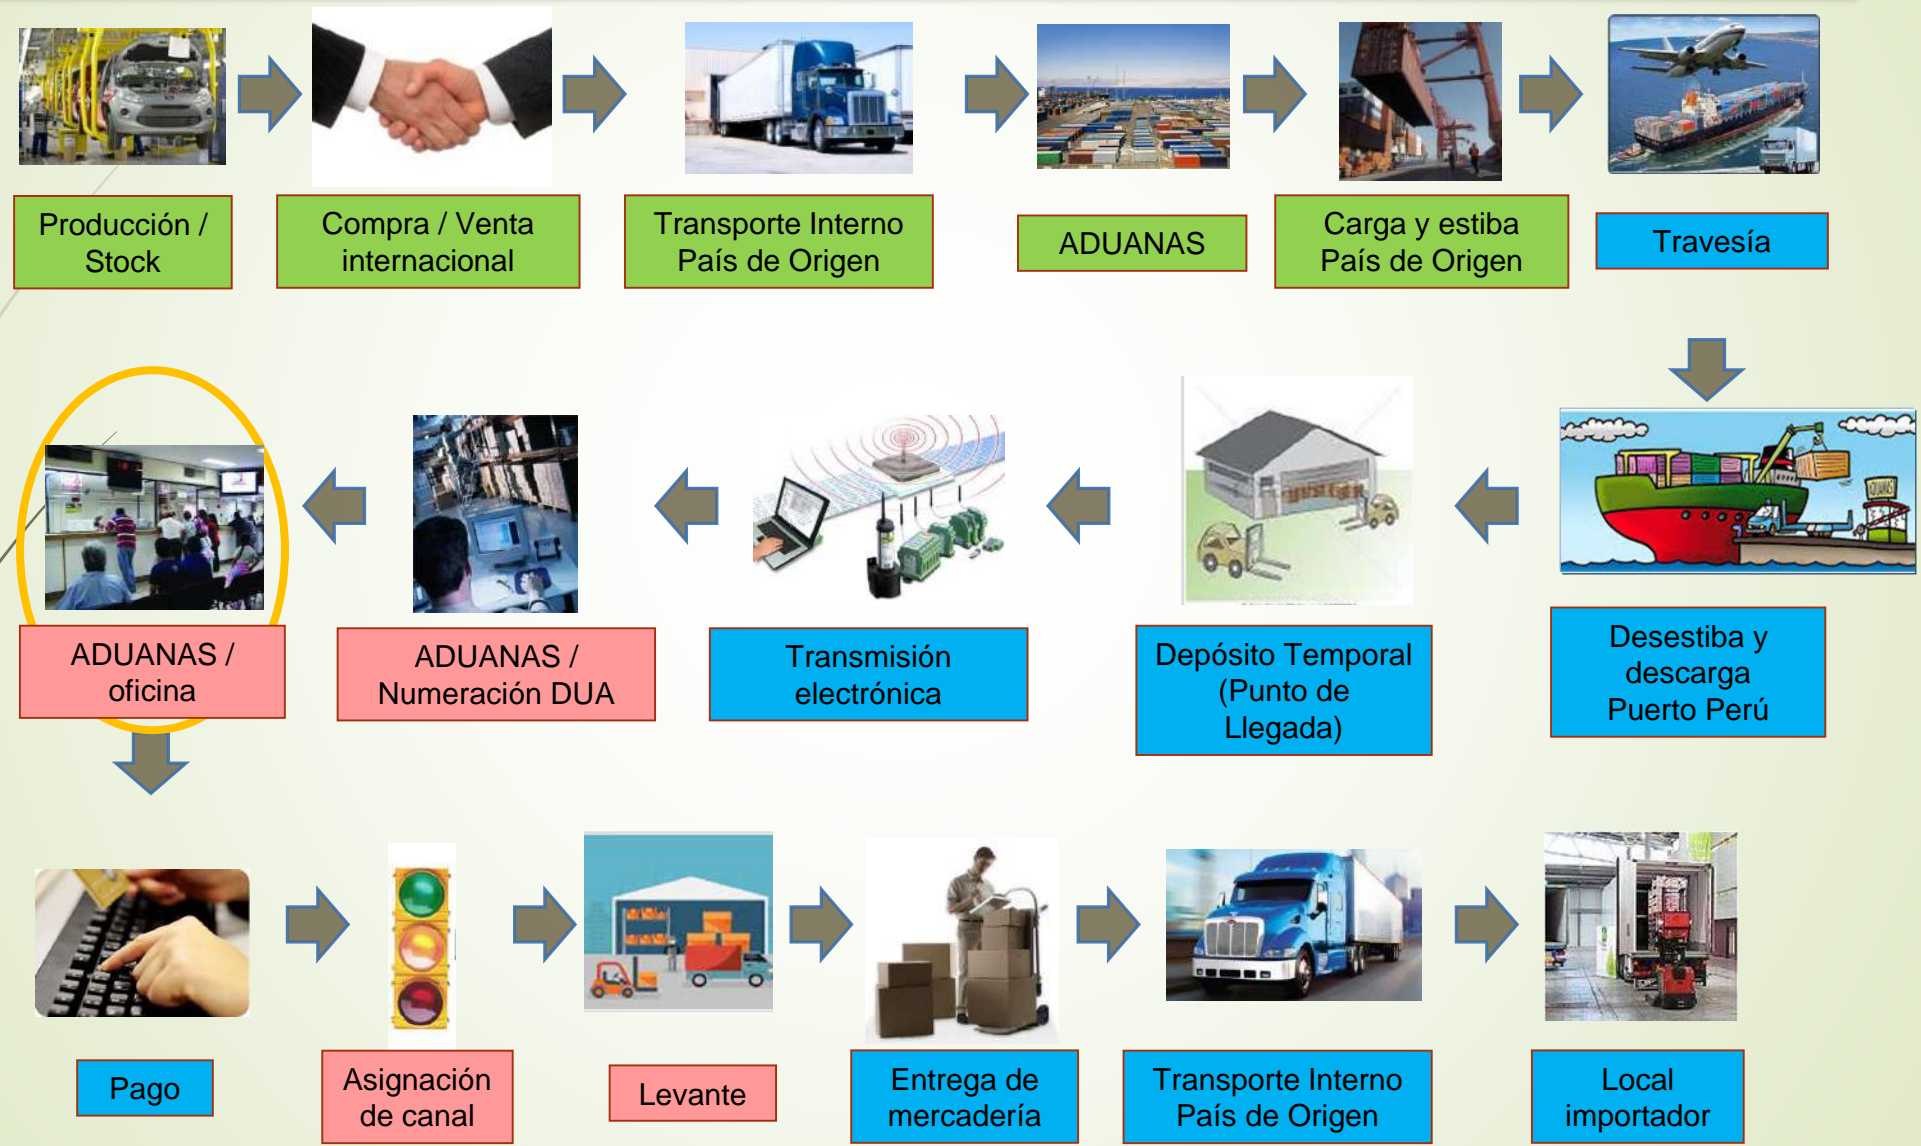 Producción /
Stock
Compra / Venta
internacional
Transporte Interno
País de Origen
ADUANAS
Carga y estiba
País de Origen
Travesía
ADUANAS /
oficina
ADUANAS /
Numeración DUA
Transmisión
electrónica
Depósito Temporal
(Punto de
Llegada)
ADUANAS
Desestiba y
descarga
Puerto Perú
Pago
Asignación
de canal
Levante
Entrega de
mercadería
Transporte Interno
País de Origen
Local
importador